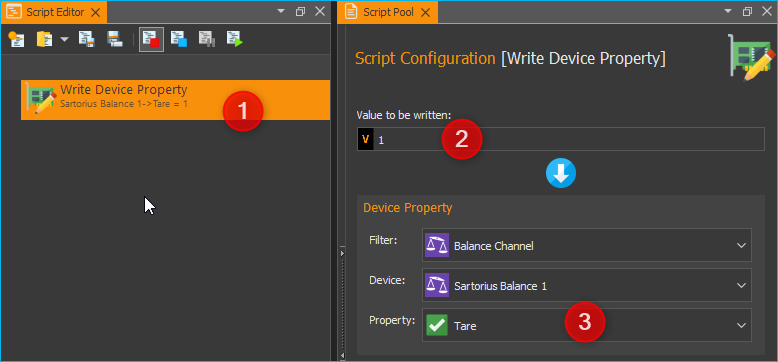 Script Editor
Script Pool
Script Configuration [Write Device Property]
Write Device Property
Sartorius Balance 1->Tare = 1
1
Value to be written:
V 1
2
Device Property
Filter: Balance Channel
Device: Sartorius Balance 1
Property: Tare
3